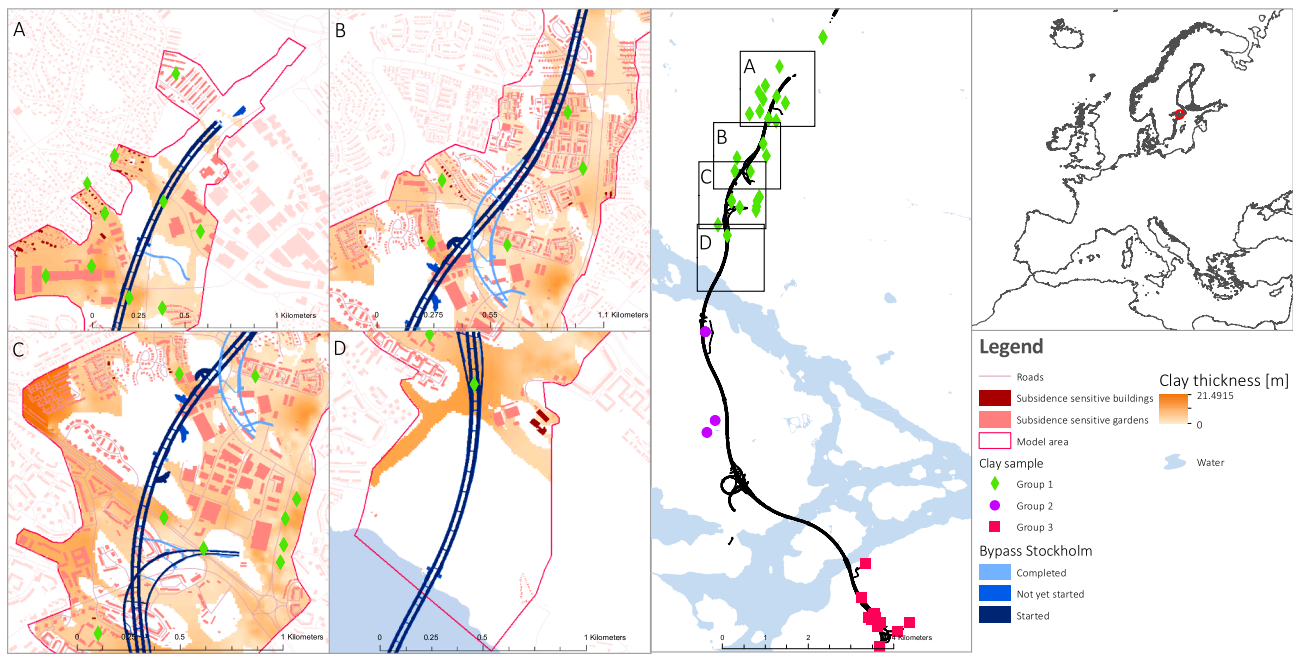 A
0 0.25 0.5 1 Kilometers
B
0 0.275 0.55 1.1 Kilometers
C
0 0.5 1 Kilometers
D
0 0.25 0.5 1 Kilometers
A
B
C
D
0 1 2 4 Kilometers
Legend
Roads
Subsidence sensitive buildings
Subsidence sensitive gardens
Model area
Clay sample
Group 1
Group 2
Group 3
Bypass Stockholm
Completed
Not yet started
Started
Clay thickness [m]
21.4915
0
Water